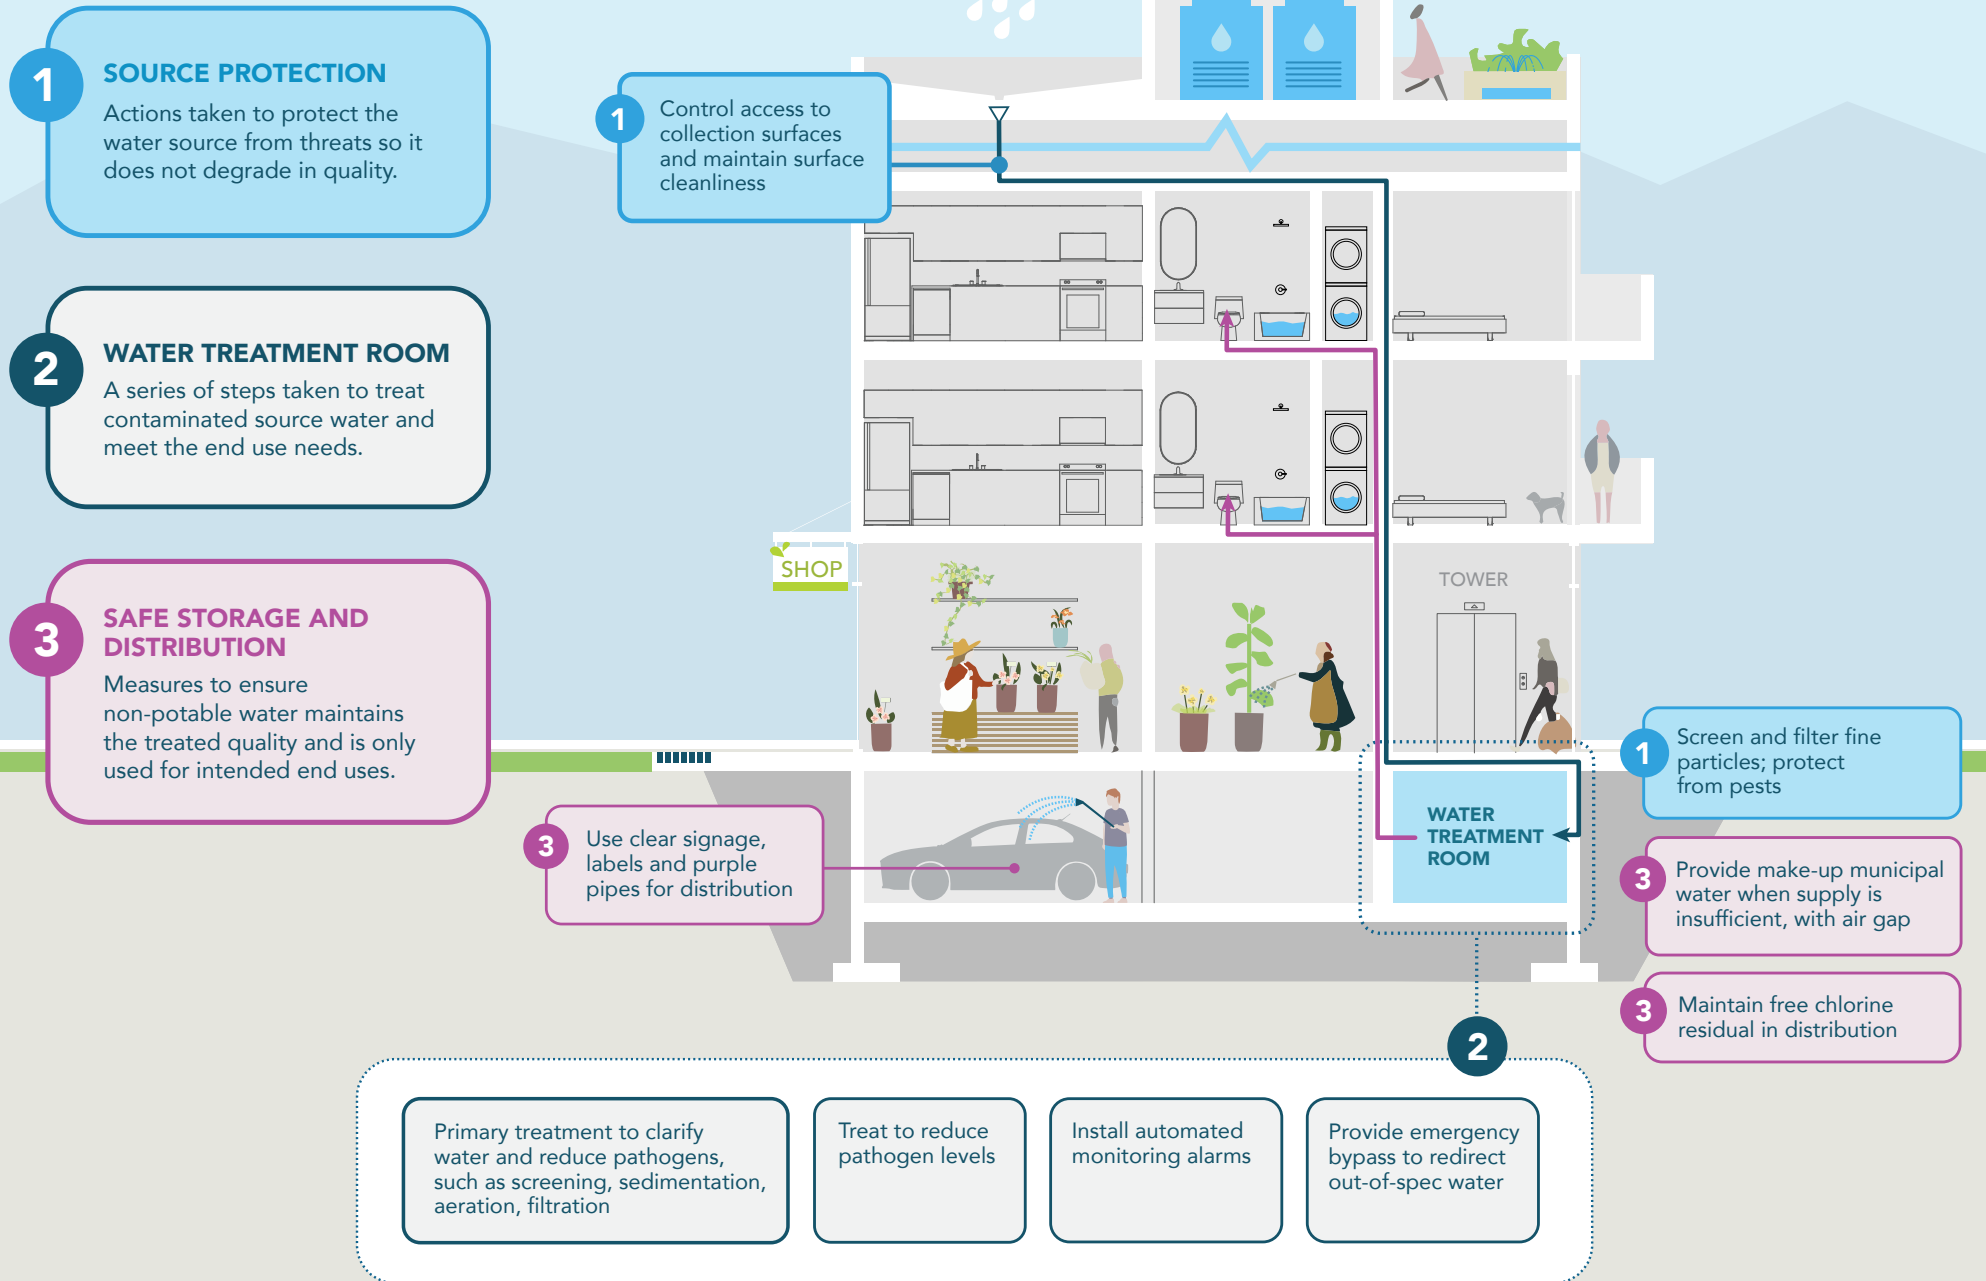 1
SOURCE PROTECTION
Actions taken to protect the
water source from threats so it
does not degrade in quality.
2
WATER TREATMENT ROOM
A series of steps taken to treat
contaminated source water and
meet the end use needs.
3
SAFE STORAGE AND
DISTRIBUTION
Measures to ensure
non-potable water maintains
the treated quality and is only
used for intended end uses.
1
Control access to
collection surfaces
and maintain surface
cleanliness
SHOP
TOWER
WATER
TREATMENT
ROOM
3
Use clear signage,
labels and purple
pipes for distribution
1
Screen and filter fine
particles; protect
from pests
3
Provide make-up municipal
water when supply is
insufficient, with air gap
3
Maintain free chlorine
residual in distribution
2
Primary treatment to clarify
water and reduce pathogens,
such as screening, sedimentation,
aeration, filtration
Treat to reduce
pathogen levels
Install automated
monitoring alarms
Provide emergency
bypass to redirect
out-of-spec water